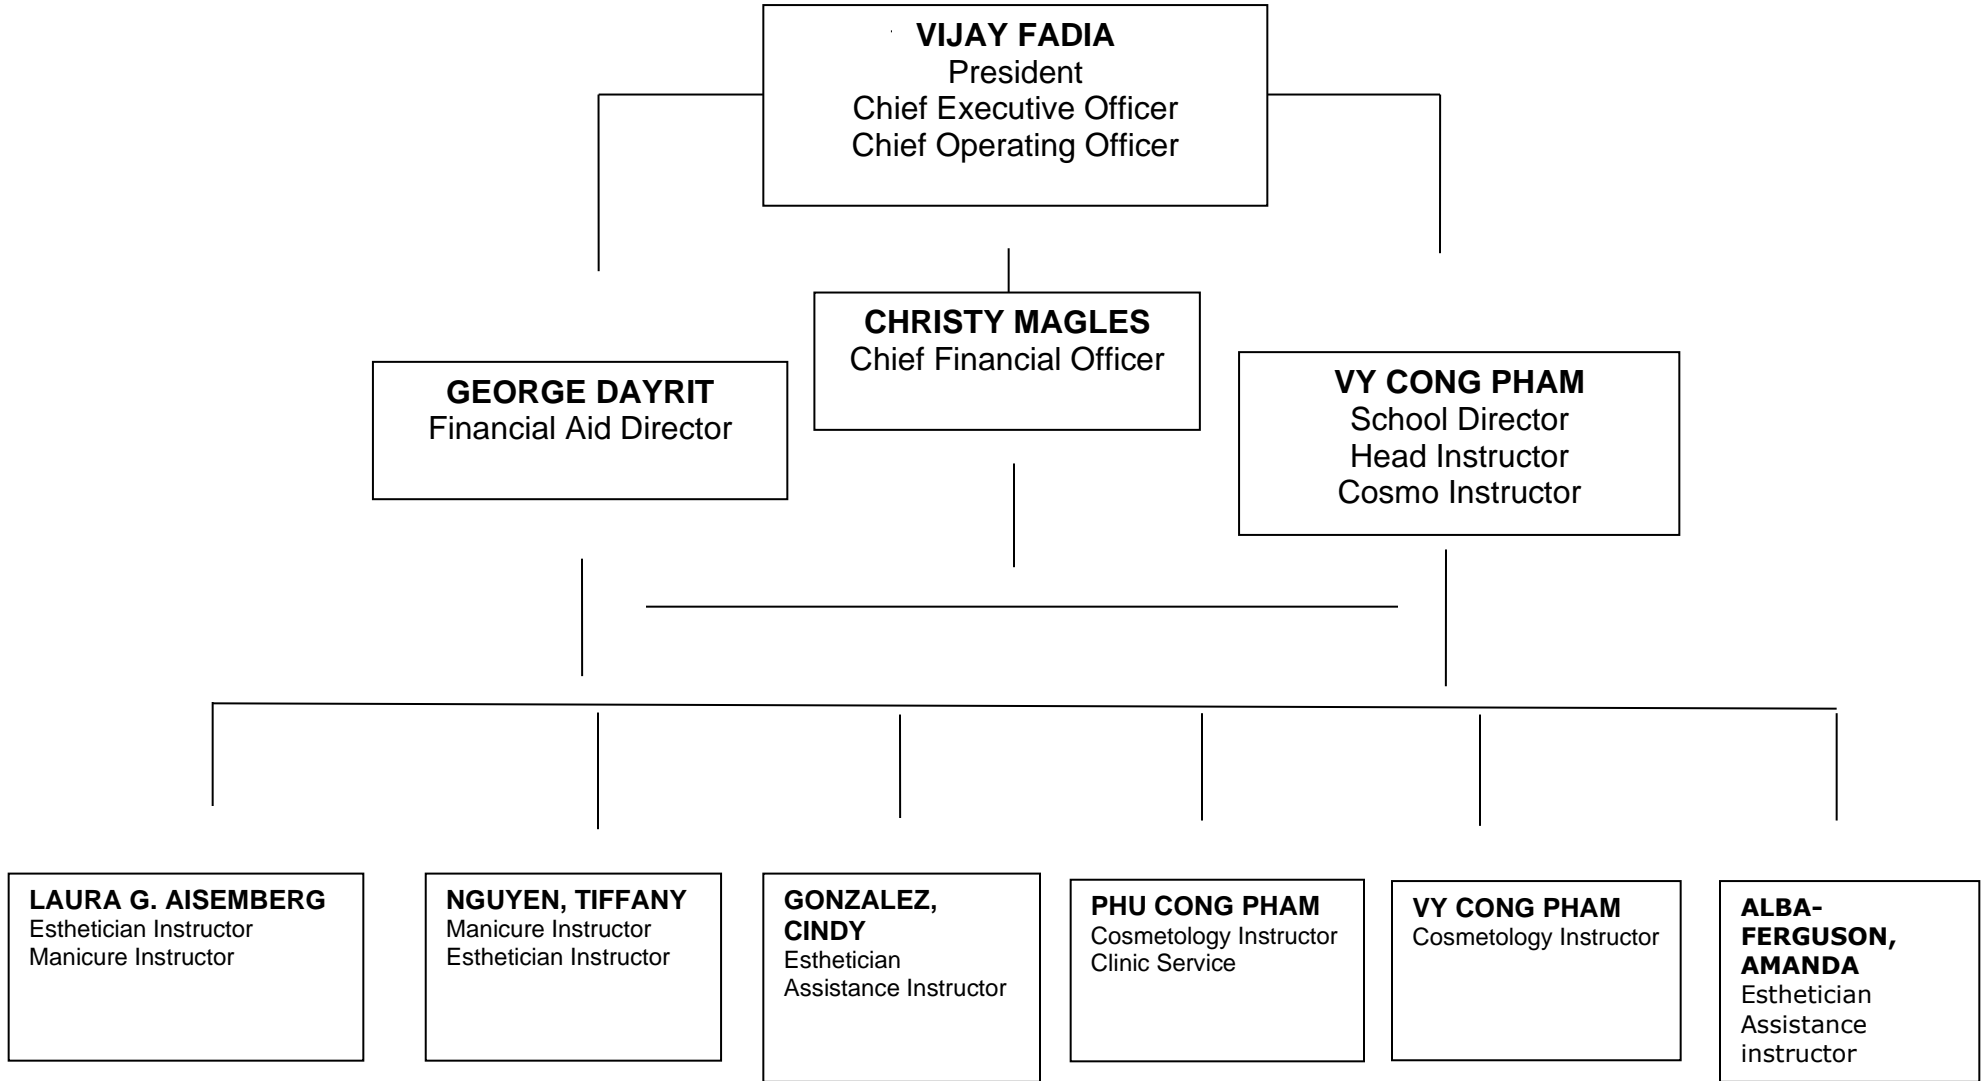 VIJAY FADIA
President
Chief Executive Officer
Chief Operating Officer
CHRISTY MAGLES
Chief Financial Officer
GEORGE DAYRIT
Financial Aid Director
VY CONG PHAM
School Director
Head Instructor
Cosmo Instructor
LAURA G. AISEMBERG
Esthetician Instructor
Manicure Instructor
NGUYEN, TIFFANY
Manicure Instructor
Esthetician Instructor
GONZALEZ,
CINDY
Esthetician
Assistance Instructor
PHU CONG PHAM
Cosmetology Instructor
Clinic Service
VY CONG PHAM
Cosmetology Instructor
ALBA-
FERGUSON,
AMANDA
Esthetician
Assistance
instructor